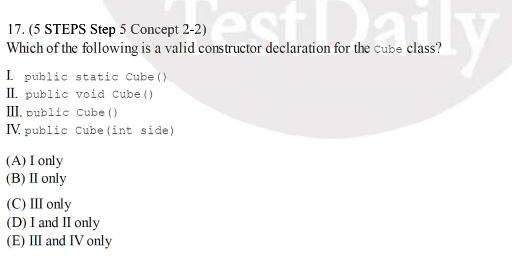 TestDaily
17. (5 STEPS Step 5 Concept 2-2)
Which of the following is a valid constructor declaration for the Cube class?
I. public static Cube()
II. public void Cube()
III. public Cube()
IV. public Cube(int side)
(A) I only
(B) II only
(C) III only
(D) I and II only
(E) III and IV only